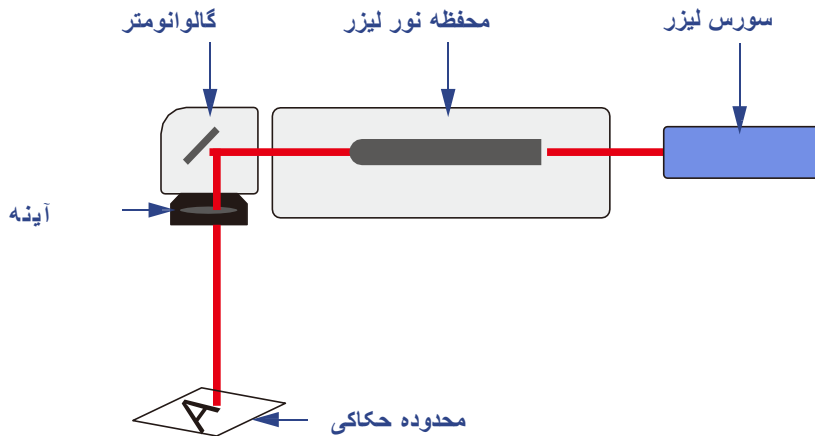 سورس لیزر
محفظه نور لیزر
گالوانومتر
آینه
A
محدوده حکاکی